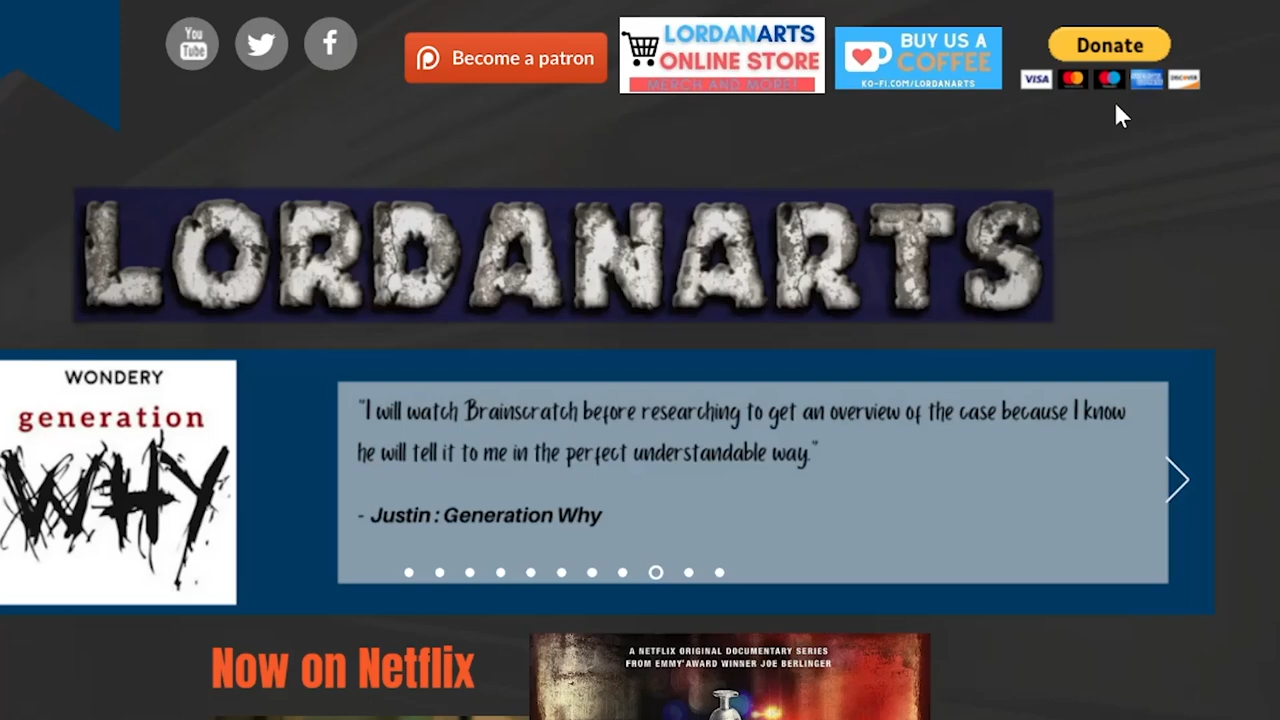 You
Tube
Become a patron
LORDANARTS
ONLINE STORE
MERCH AND MORE!
BUY US A
COFFEE
KO-FI.COM/LORDANARTS
Donate
VISA
DISCOVER
LORDANARTS
WONDERY
generation
WHY
"I will watch Brainscratch before researching to get an overview of the case because I know
he will tell it to me in the perfect understandable way."
- Justin : Generation Why
Now on Netflix
A NETFLIX ORIGINAL DOCUMENTARY SERIES
FROM EMMY® AWARD WINNER JOE BERLINGER